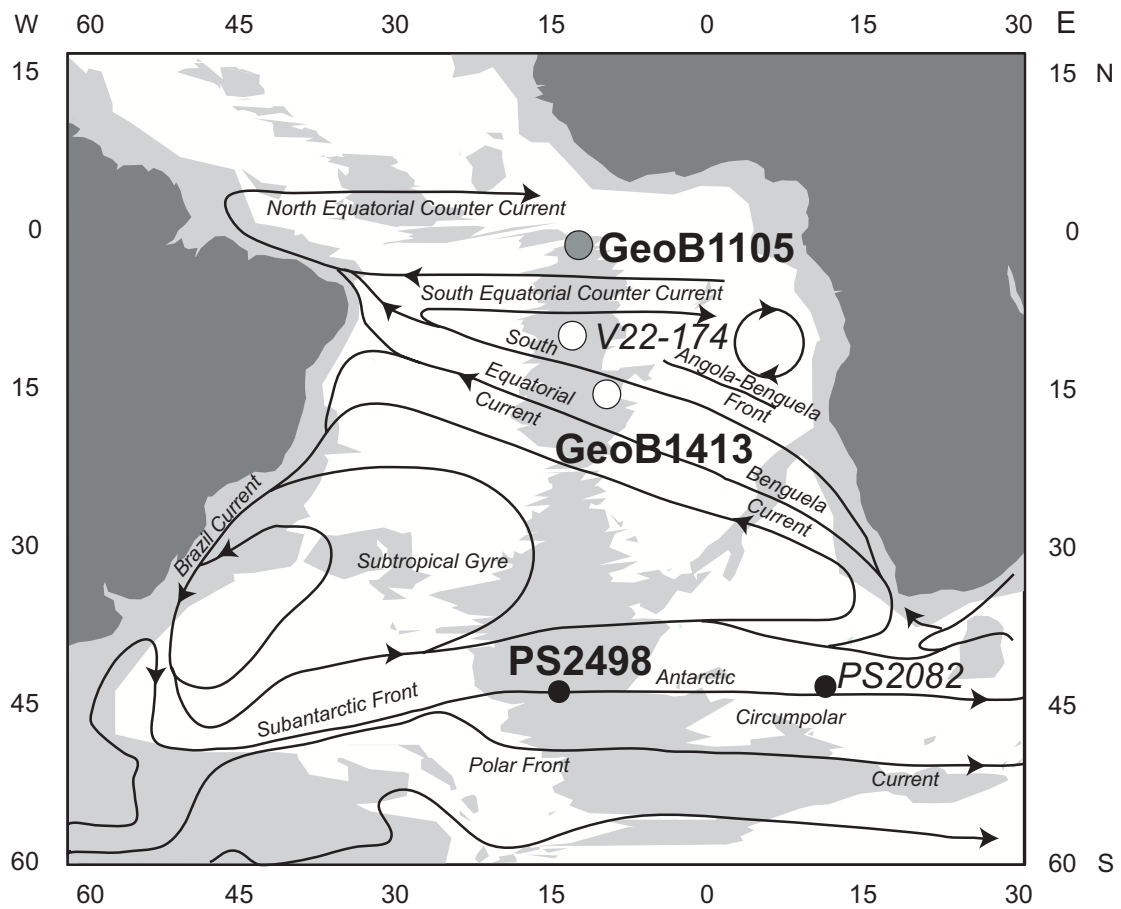 W 60 45 30 15 0 15 E 30
15 15 N
North Equatorial Counter Current
0 0
GeoB1105
South Equatorial Counter Current
V22-174
South
Angola-Benguela
Front
15 15
Equatorial
Current
GeoB1413
Benguela
Current
Brazil Current
30 30
Subtropical Gyre
PS2498
Antarctic
PS2082
45 45
Subantarctic Front
Circumpolar
Polar Front
Current
60 60 S
60 45 30 15 0 15 30